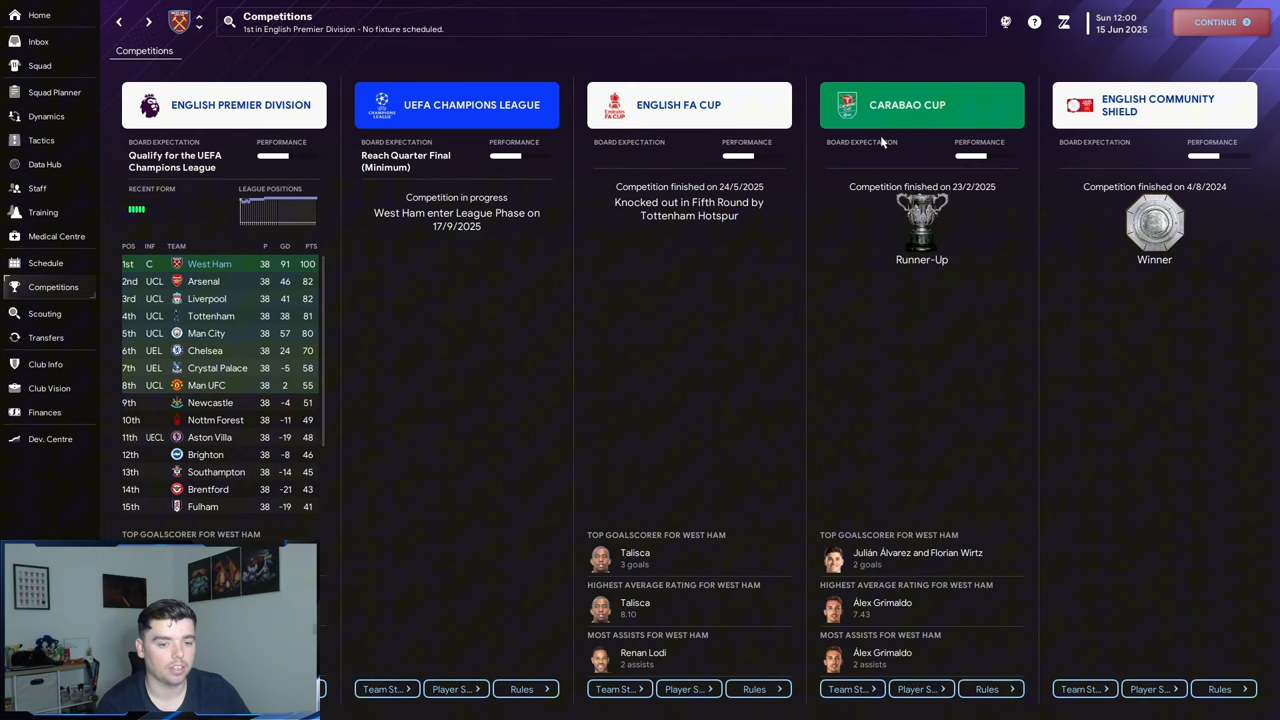 Home
Inbox
Squad
Squad Planner
Dynamics
Tactics
Data Hub
Staff
Training
Medical Centre
Schedule
Competitions
Scouting
Transfers
Club Info
Club Vision
Finances
Dev. Centre
Competitions
1st in English Premier Division - No fixture scheduled.
Sun 12:00
15 Jun 2025
CONTINUE
Competitions
ENGLISH PREMIER DIVISION
BOARD EXPECTATION PERFORMANCE
Qualify for the UEFA
Champions League
RECENT FORM LEAGUE POSITIONS
POS INF TEAM P GD PTS
1st C West Ham 38 91 100
2nd UCL Arsenal 38 46 82
3rd UCL Liverpool 38 41 82
4th UCL Tottenham 38 38 81
5th UCL Man City 38 57 80
6th UEL Chelsea 38 24 70
7th UEL Crystal Palace 38 -5 58
8th UCL Man UFC 38 2 55
9th Newcastle 38 -4 51
10th Nottm Forest 38 -11 49
11th UECL Aston Villa 38 -19 48
12th Brighton 38 -8 46
13th Southampton 38 -14 45
14th Brentford 38 -21 43
15th Fulham 38 -19 41
TOP GOALSCORER FOR WEST HAM
UEFA CHAMPIONS LEAGUE
BOARD EXPECTATION PERFORMANCE
Reach Quarter Final
(Minimum)
Competition in progress
West Ham enter League Phase on
17/9/2025
Team St... Player S... Rules
ENGLISH FA CUP
BOARD EXPECTATION PERFORMANCE
Competition finished on 24/5/2025
Knocked out in Fifth Round by
Tottenham Hotspur
TOP GOALSCORER FOR WEST HAM
Talisca
3 goals
HIGHEST AVERAGE RATING FOR WEST HAM
Talisca
8.10
MOST ASSISTS FOR WEST HAM
Renan Lodi
2 assists
Team St... Player S... Rules
CARABAO CUP
BOARD EXPECTATION PERFORMANCE
Competition finished on 23/2/2025
Runner-Up
TOP GOALSCORER FOR WEST HAM
Julián Álvarez and Florian Wirtz
2 goals
HIGHEST AVERAGE RATING FOR WEST HAM
Álex Grimaldo
7.43
MOST ASSISTS FOR WEST HAM
Álex Grimaldo
2 assists
Team St... Player S... Rules
ENGLISH COMMUNITY
SHIELD
BOARD EXPECTATION PERFORMANCE
Competition finished on 4/8/2024
Winner
Team St... Player S... Rules